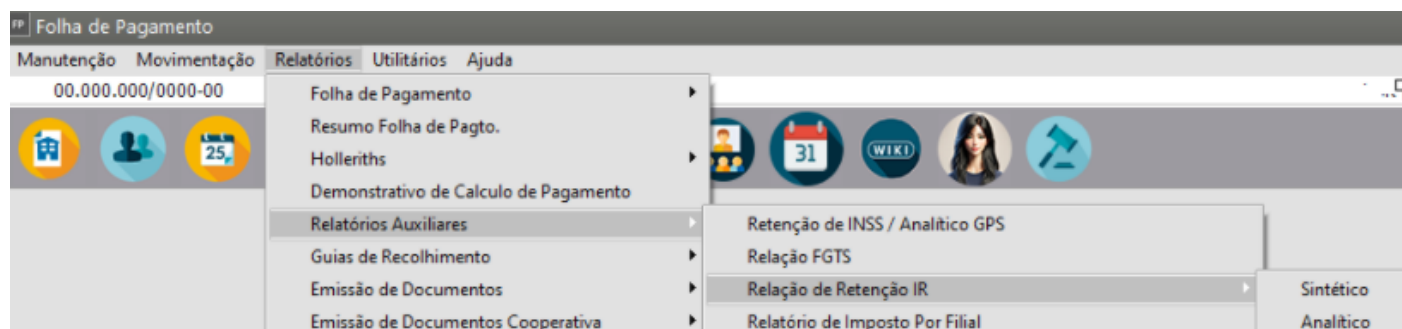 FP Folha de Pagamento
Manutenção Movimentação Relatórios Utilitários Ajuda
00.000.000/0000-00
Folha de Pagamento
Resumo Folha de Pagto.
Holleriths
Demonstrativo de Calculo de Pagamento
Relatórios Auxiliares
Guias de Recolhimento
Emissão de Documentos
Emissão de Documentos Cooperativa
25
31
WIKI
Retenção de INSS / Analítico GPS
Relação FGTS
Relação de Retenção IR
Relatório de Imposto Por Filial
Sintético
Analítico